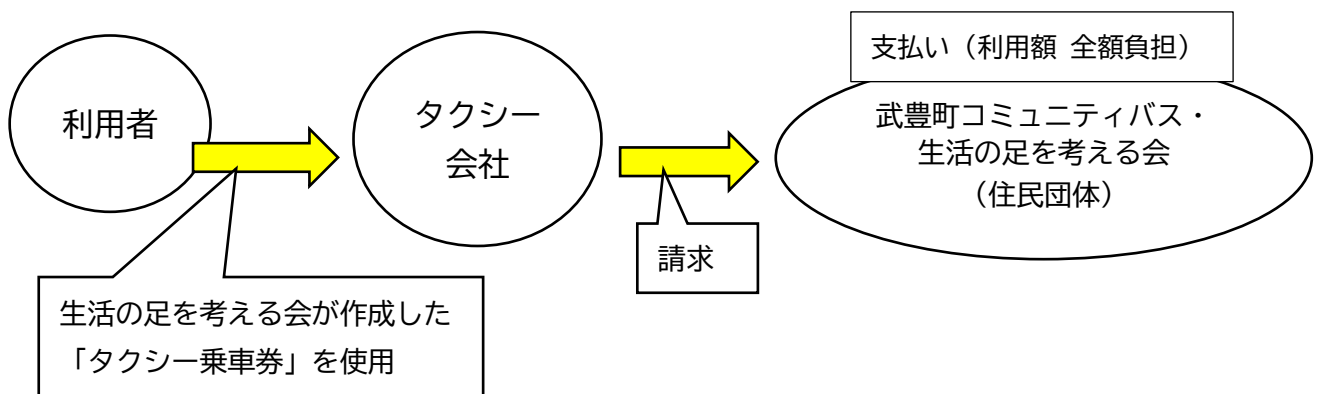 利用者
タクシー
会社
支払い（利用額 全額負担）
武豊町コミュニティバス・
生活の足を考える会
（住民団体）
請求
生活の足を考える会が作成した
「タクシー乗車券」を使用